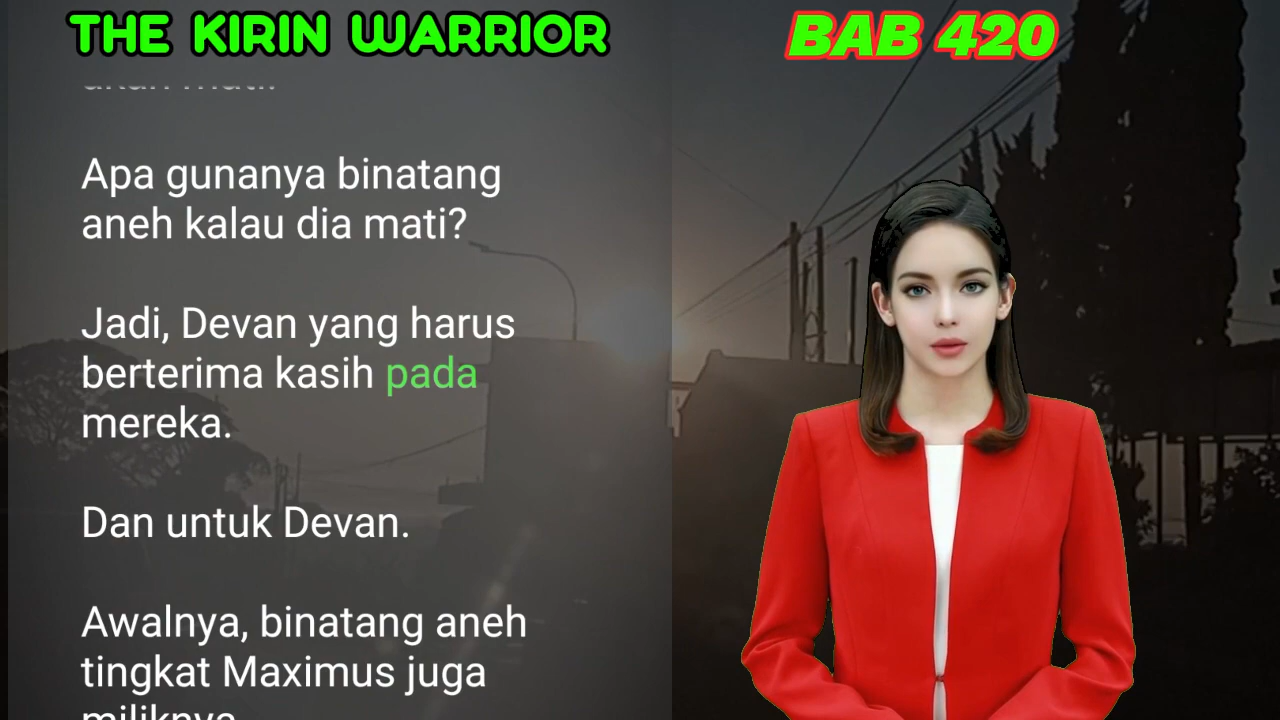 THE KIRIN WARRIOR
BAB 420
Apa gunanya binatang
aneh kalau dia mati?
Jadi, Devan yang harus
berterima kasih pada
mereka.
Dan untuk Devan.
Awalnya, binatang aneh
tingkat Maximus juga